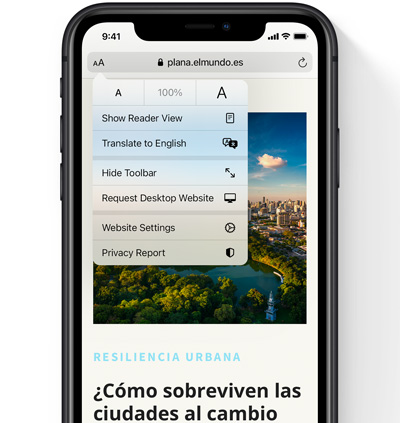 9:41
AA plana.elmundo.es
A 100% A
Show Reader View
Translate to English
Hide Toolbar
Request Desktop Website
Website Settings
Privacy Report
RESILIENCIA URBANA
¿Cómo sobreviven las
ciudades al cambio